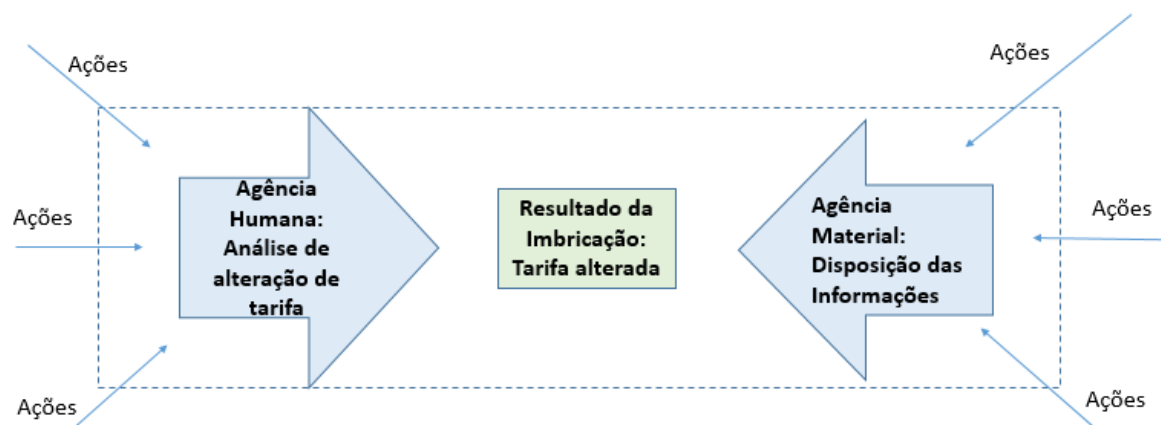 Ações
Ações
Ações
Agência
Humana:
Análise de
alteração de
tarifa
Resultado da
Imbricação:
Tarifa alterada
Agência
Material:
Disposição das
Informações
Ações
Ações
Ações